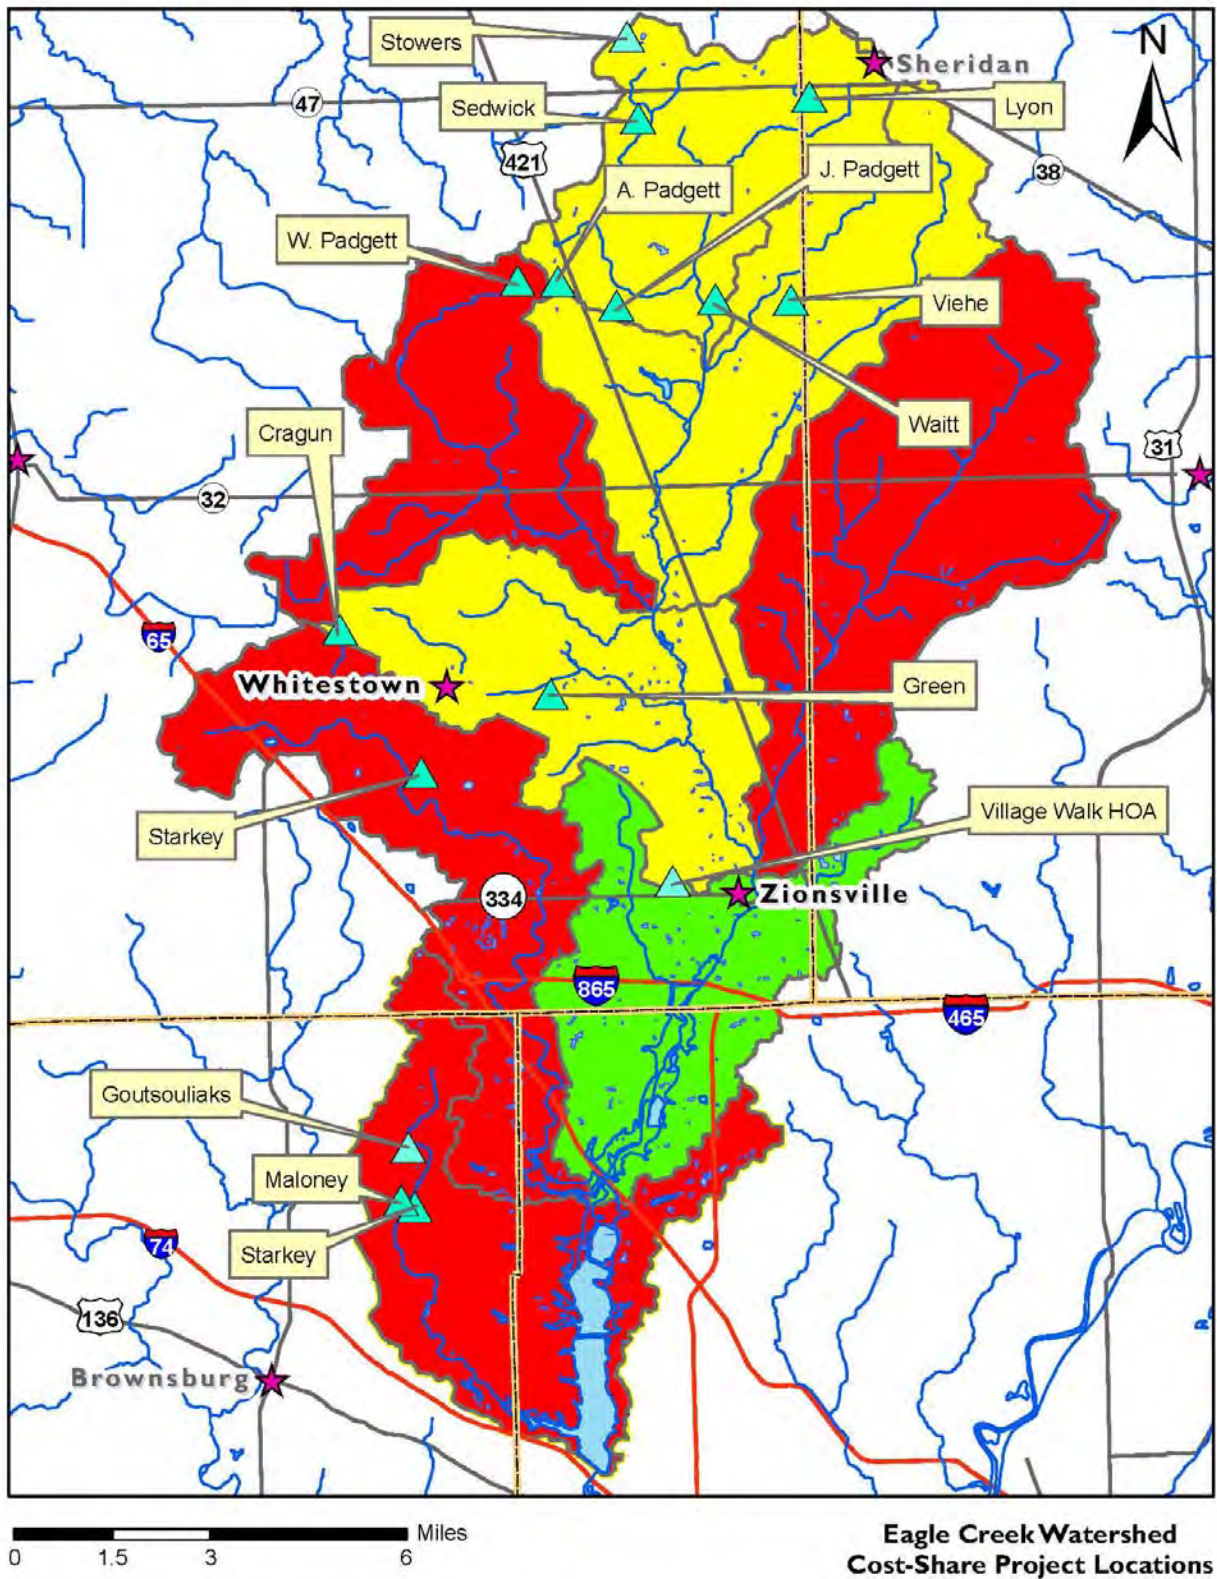 N
Stowers
Sheridan
47
Sedwick
Lyon
421
38
J. Padgett
A. Padgett
W. Padgett
Viehe
Waitt
Cragun
31
32
65
Whitestown
Green
Village Walk HOA
Starkey
334
Zionsville
865
465
Goutsouliaks
Maloney
Starkey
74
136
Brownsburg
Miles
0 1.5 3 6
Eagle Creek Watershed
Cost-Share Project Locations